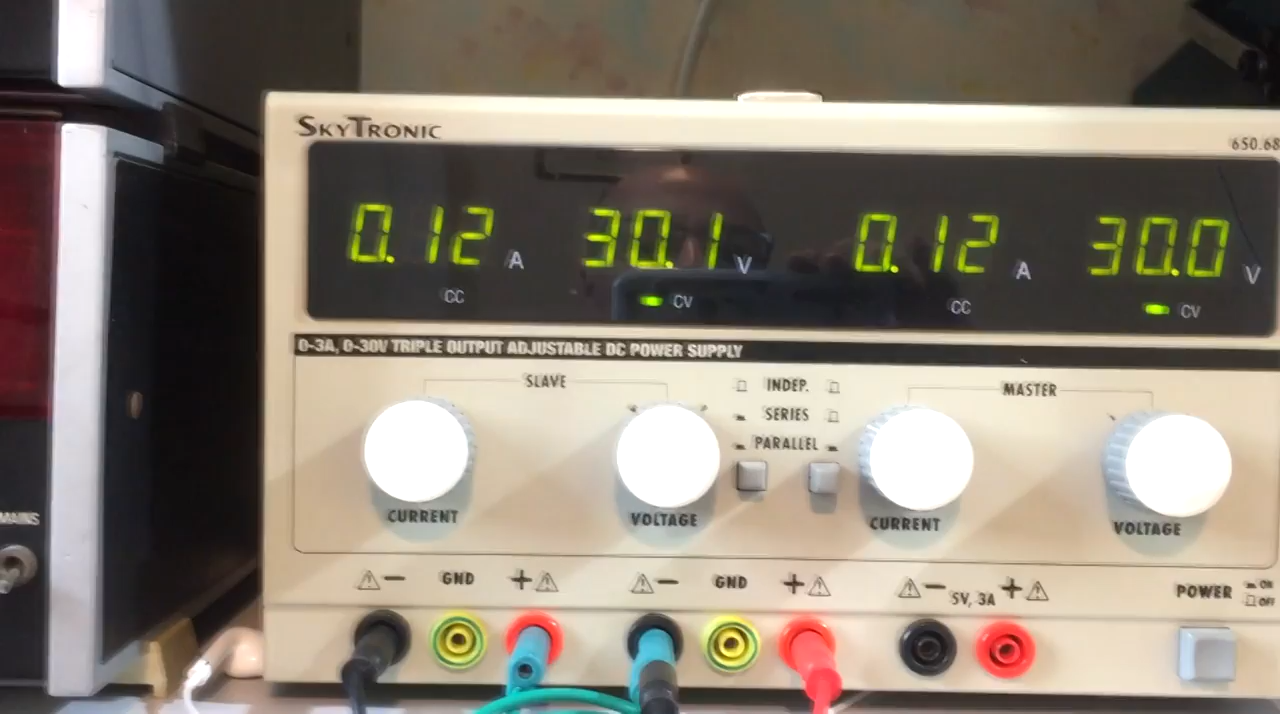 SKYTRONIC
650.68
0.12 A 30.1 V 0.12 A 30.0 V
CC CV CC CV
0-3A, 0-30V TRIPLE OUTPUT ADJUSTABLE DC POWER SUPPLY
SLAVE INDEP. MASTER
SERIES
PARALLEL
CURRENT VOLTAGE CURRENT VOLTAGE
MAINS
- GND + - GND + - 5V, 3A + POWER ON
OFF